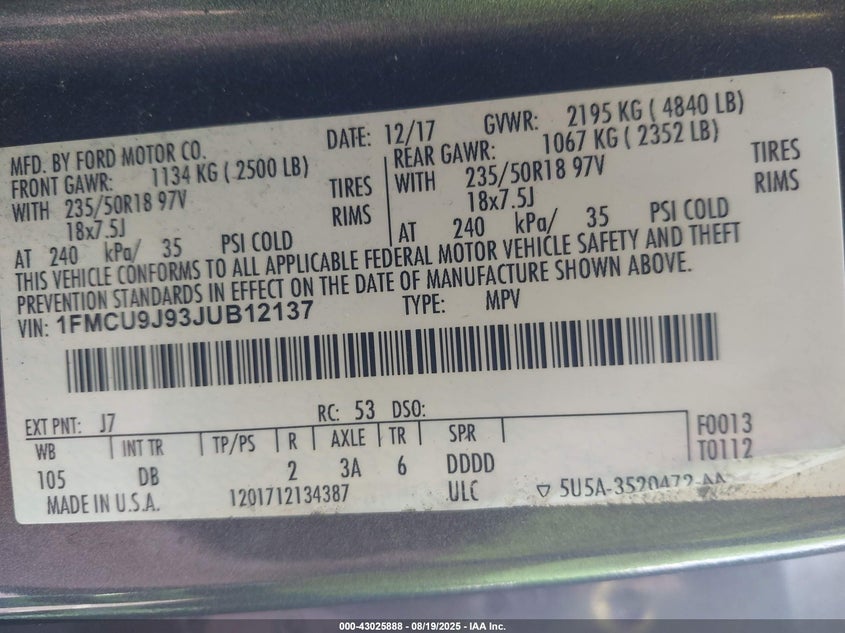 MFD. BY FORD MOTOR CO.
DATE: 12/17
GVWR: 2195 KG ( 4840 LB)
FRONT GAWR: 1134 KG ( 2500 LB)
REAR GAWR: 1067 KG ( 2352 LB)
WITH 235/50R18 97V TIRES
WITH 235/50R18 97V TIRES
18x7.5J RIMS
18x7.5J RIMS
AT 240 kPa/ 35 PSI COLD
AT 240 kPa/ 35 PSI COLD
THIS VEHICLE CONFORMS TO ALL APPLICABLE FEDERAL MOTOR VEHICLE SAFETY AND THEFT
PREVENTION STANDARDS IN EFFECT ON THE DATE OF MANUFACTURE SHOWN ABOVE.
VIN: 1FMCU9J93JUB12137
TYPE: MPV
EXT PNT: J7 RC: 53 DSO:
WB INT TR TP/PS R AXLE TR SPR
105 DB 2 3A 6 DDDD
F0013
T0112
MADE IN U.S.A. 1201712134387 ULC
5U5A-3520472-AA
000-43025888 - 08/19/2025 - IAA Inc.